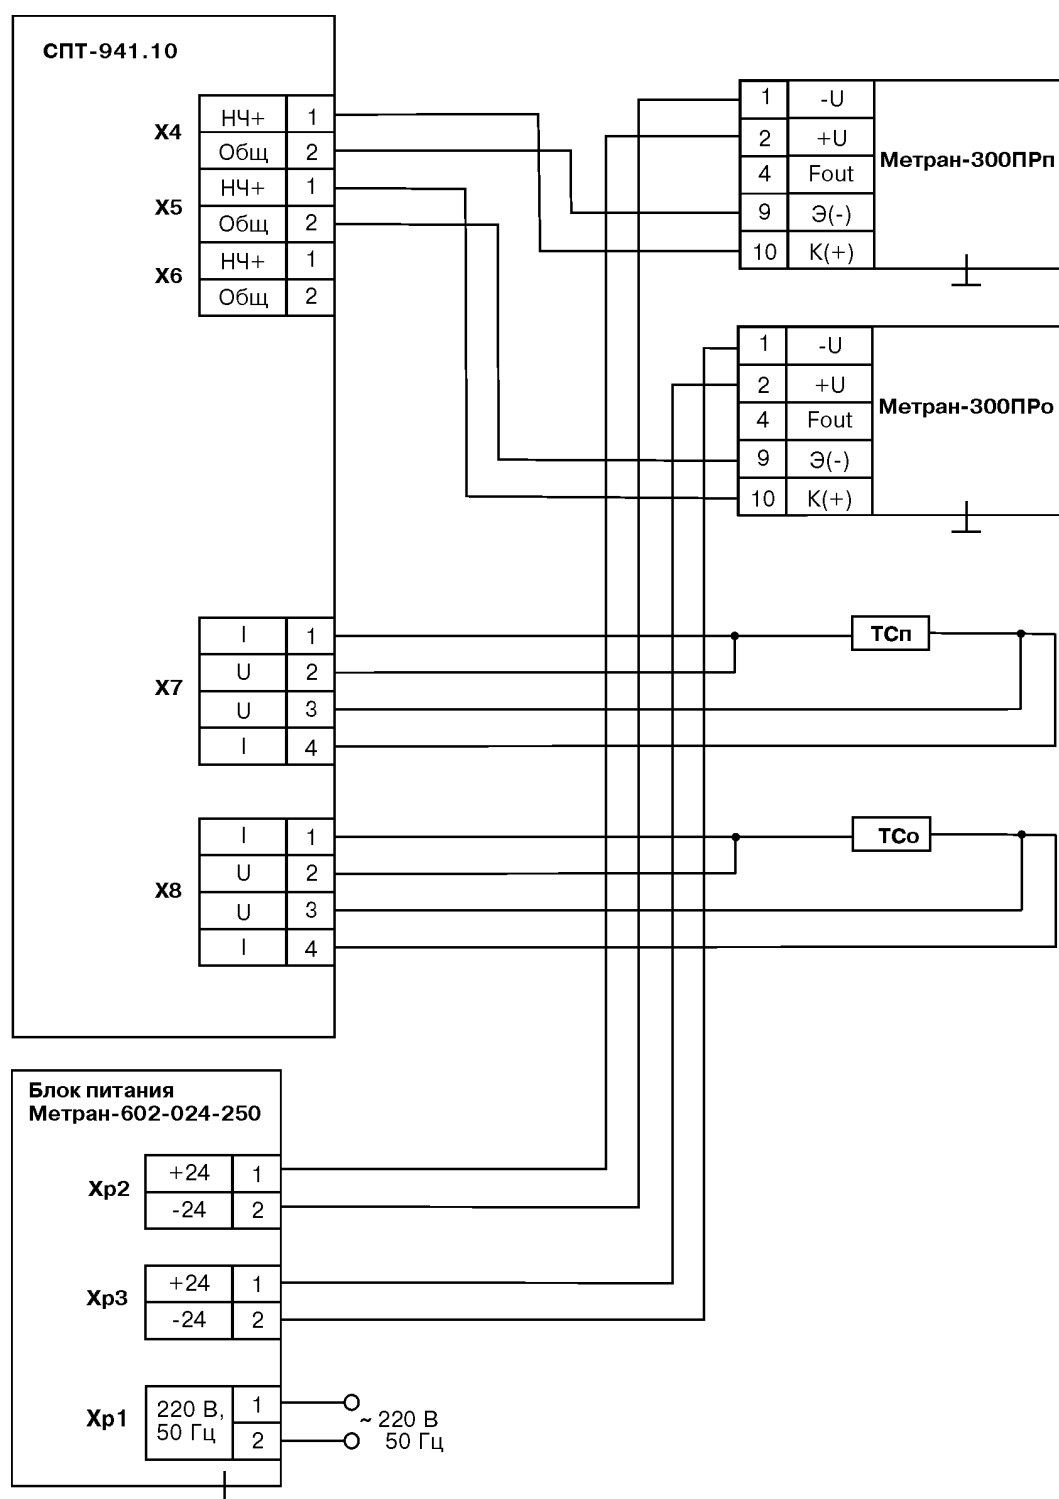 СПТ-941.10
X4
НЧ+ 1
Общ 2
X5
НЧ+ 1
Общ 2
X6
НЧ+ 1
Общ 2
1 -U
2 +U
4 Fout
9 Э(-)
10 К(+)
Метран-300ПРп
1 -U
2 +U
4 Fout
9 Э(-)
10 К(+)
Метран-300ПРо
X7
I 1
U 2
U 3
I 4
ТСп
X8
I 1
U 2
U 3
I 4
ТСо
Блок питания
Метран-602-024-250
Xp2
+24 1
-24 2
Xp3
+24 1
-24 2
Xp1
220 В,
50 Гц
1
2
~ 220 В
50 Гц